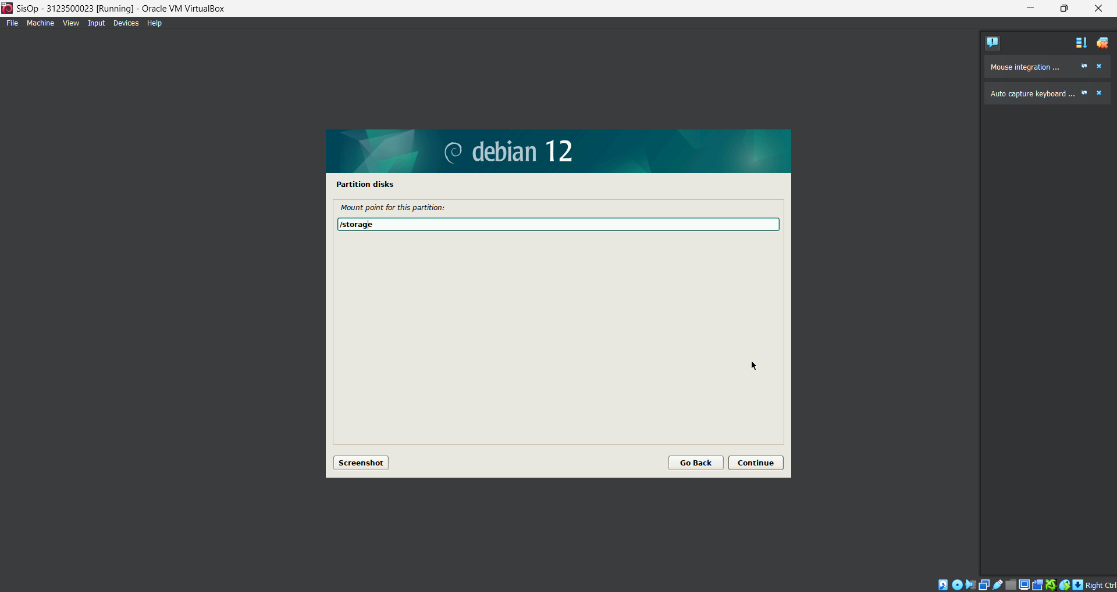 SisOp - 3123500023 [Running] - Oracle VM VirtualBox
File Machine View Input Devices Help
Mouse integration ...
Auto capture keyboard ...
debian 12
Partition disks
Mount point for this partition:
/storage
Screenshot
Go Back
Continue
Right Ctrl